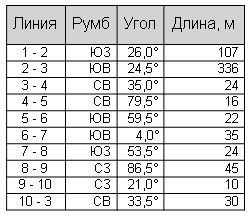 Линия Румб Угол Длина, м
1 - 2 ЮЗ 26,0° 107
2 - 3 ЮВ 24,5° 336
3 - 4 СВ 35,0° 24
4 - 5 СВ 79,5° 16
5 - 6 ЮВ 59,5° 22
6 - 7 ЮВ 4,0° 35
7 - 8 ЮЗ 53,5° 24
8 - 9 СЗ 86,5° 45
9 - 10 СЗ 21,0° 10
10 - 3 СВ 33,5° 30